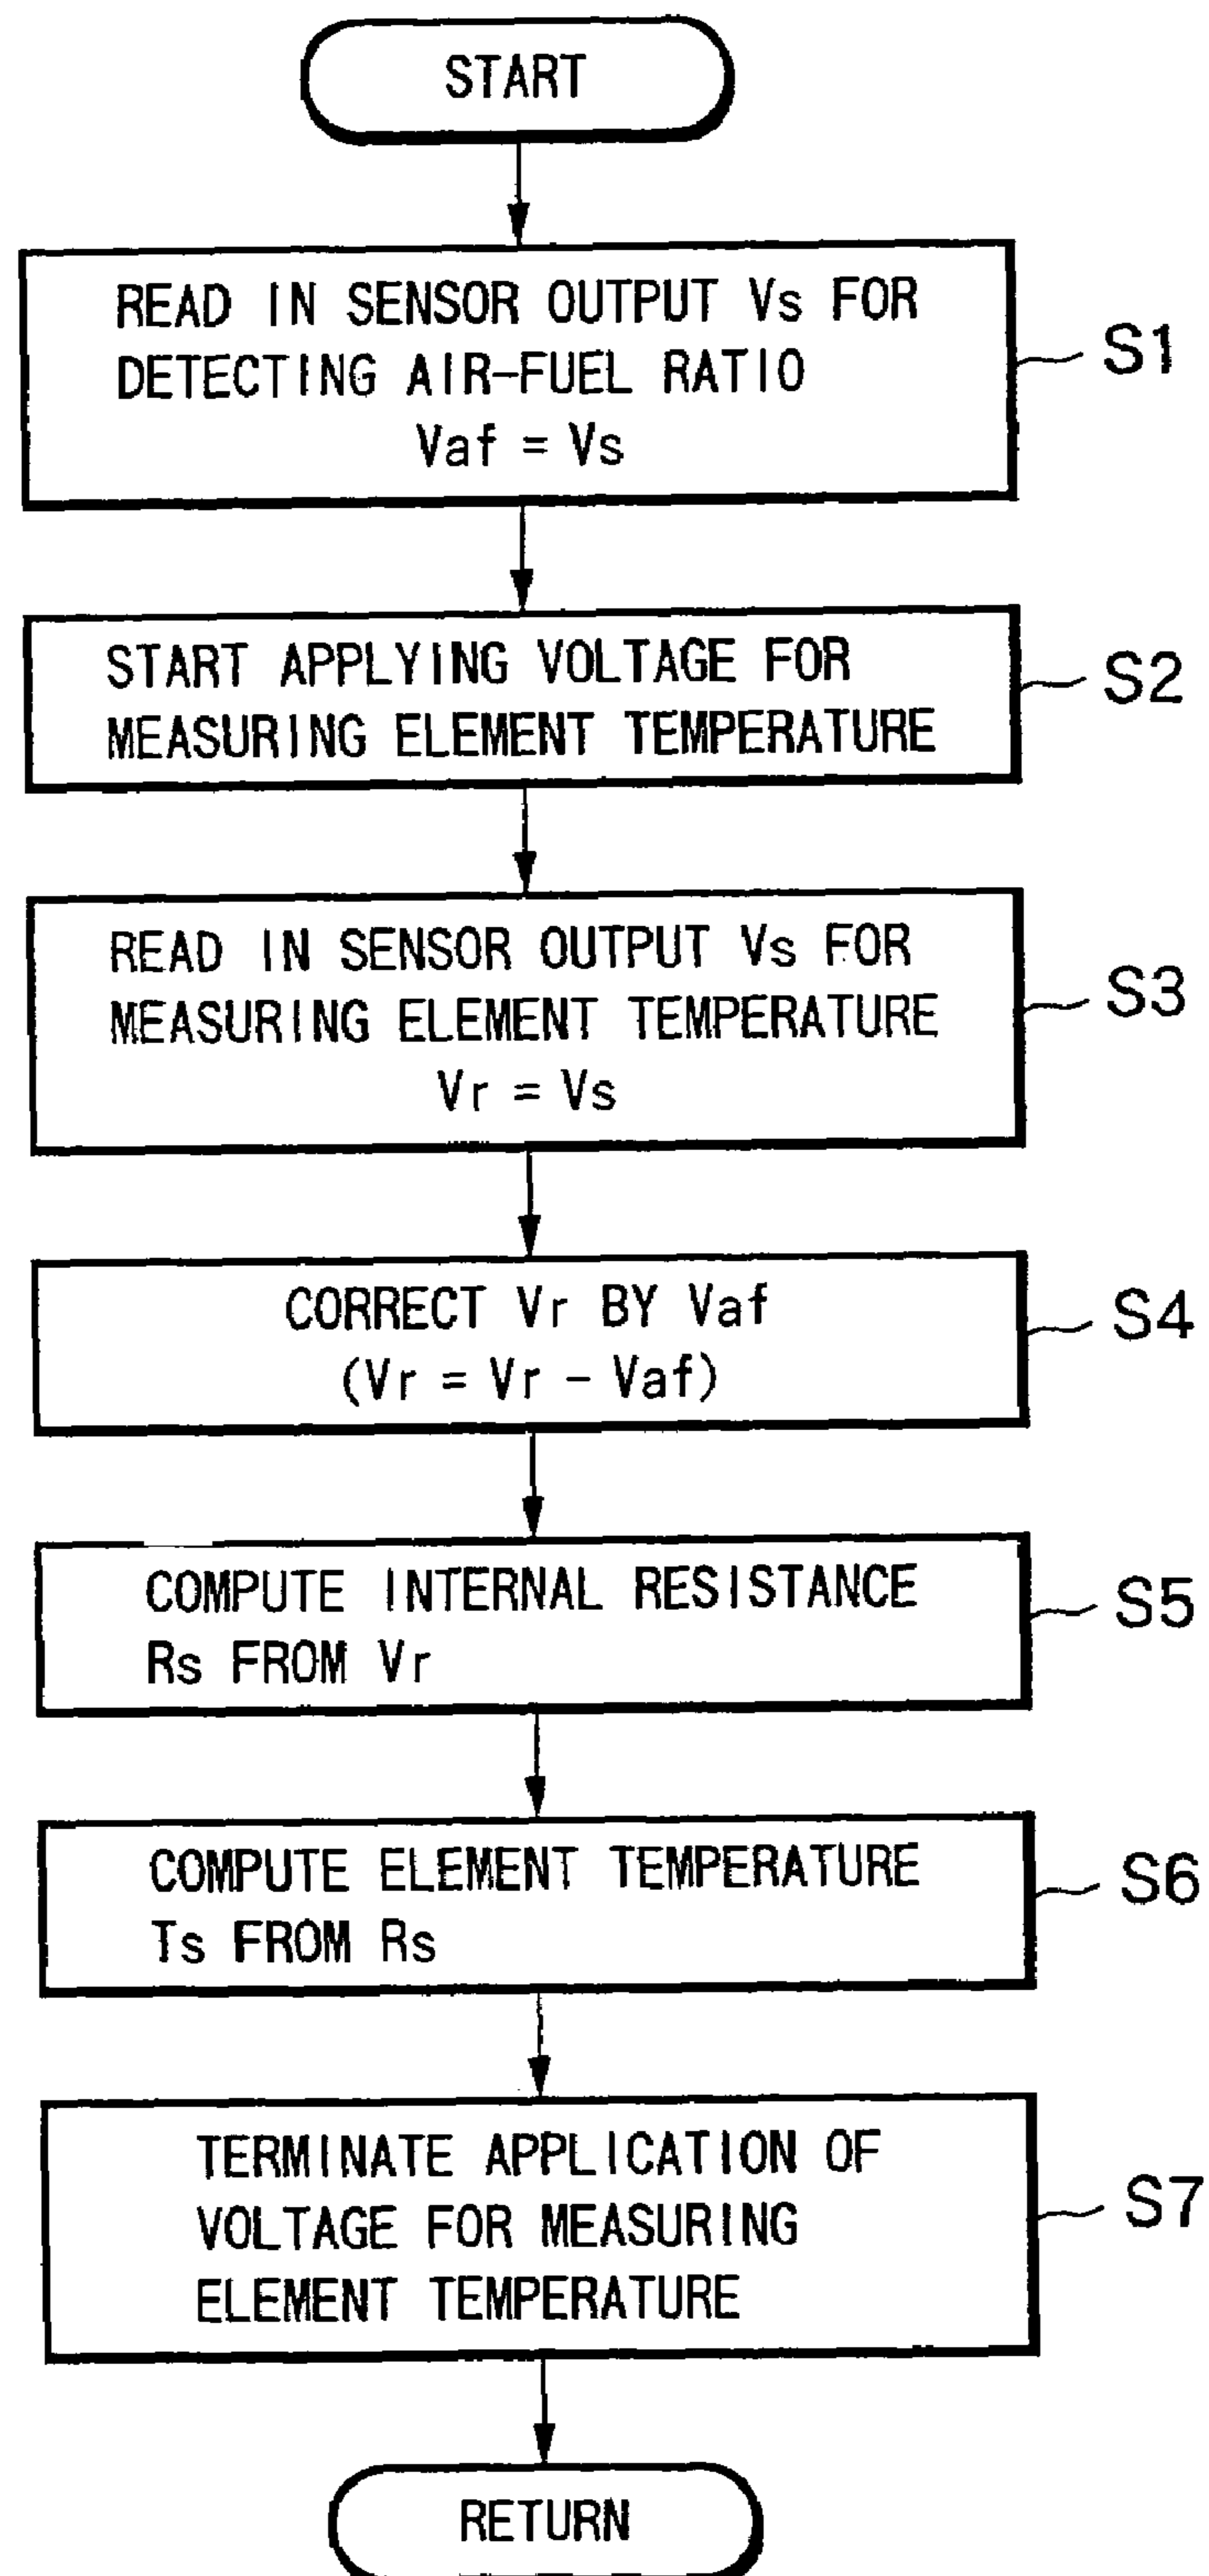 START
READ IN SENSOR OUTPUT Vs FOR
DETECTING AIR-FUEL RATIO
Vaf = Vs
S1
START APPLYING VOLTAGE FOR
MEASURING ELEMENT TEMPERATURE
S2
READ IN SENSOR OUTPUT Vs FOR
MEASURING ELEMENT TEMPERATURE
Vr = Vs
S3
CORRECT Vr BY Vaf
(Vr = Vr - Vaf)
S4
COMPUTE INTERNAL RESISTANCE
Rs FROM Vr
S5
COMPUTE ELEMENT TEMPERATURE
Ts FROM Rs
S6
TERMINATE APPLICATION OF
VOLTAGE FOR MEASURING
ELEMENT TEMPERATURE
S7
RETURN